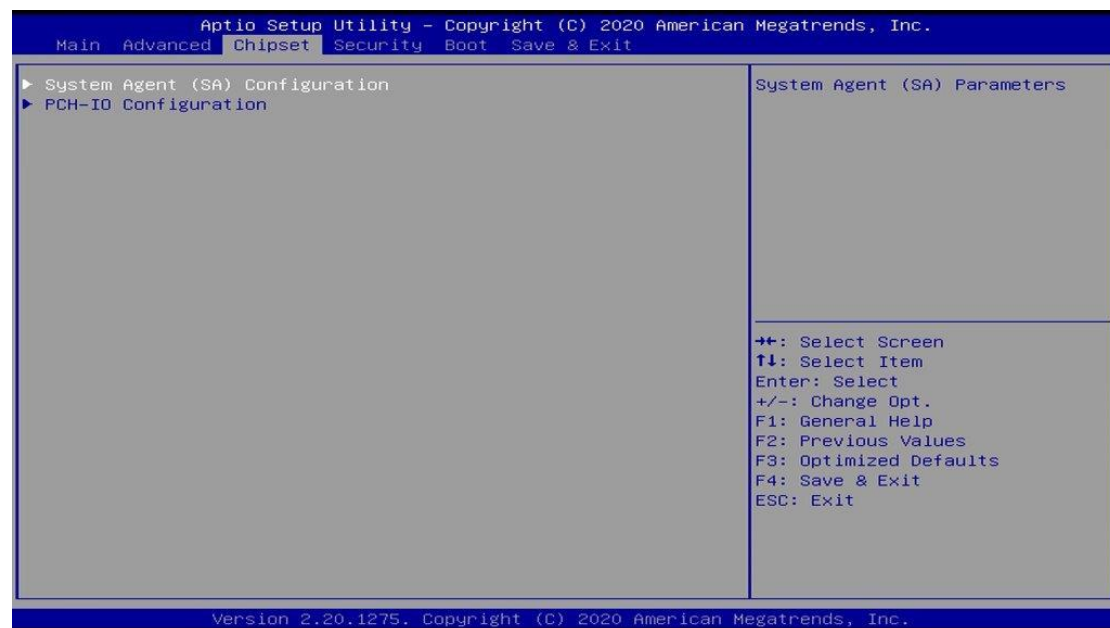 Aptio Setup Utility – Copyright (C) 2020 American Megatrends, Inc.
Main Advanced Chipset Security Boot Save & Exit
▶ System Agent (SA) Configuration
▶ PCH-IO Configuration
System Agent (SA) Parameters
→←: Select Screen
↑↓: Select Item
Enter: Select
+/-: Change Opt.
F1: General Help
F2: Previous Values
F3: Optimized Defaults
F4: Save & Exit
ESC: Exit
Version 2.20.1275. Copyright (C) 2020 American Megatrends, Inc.